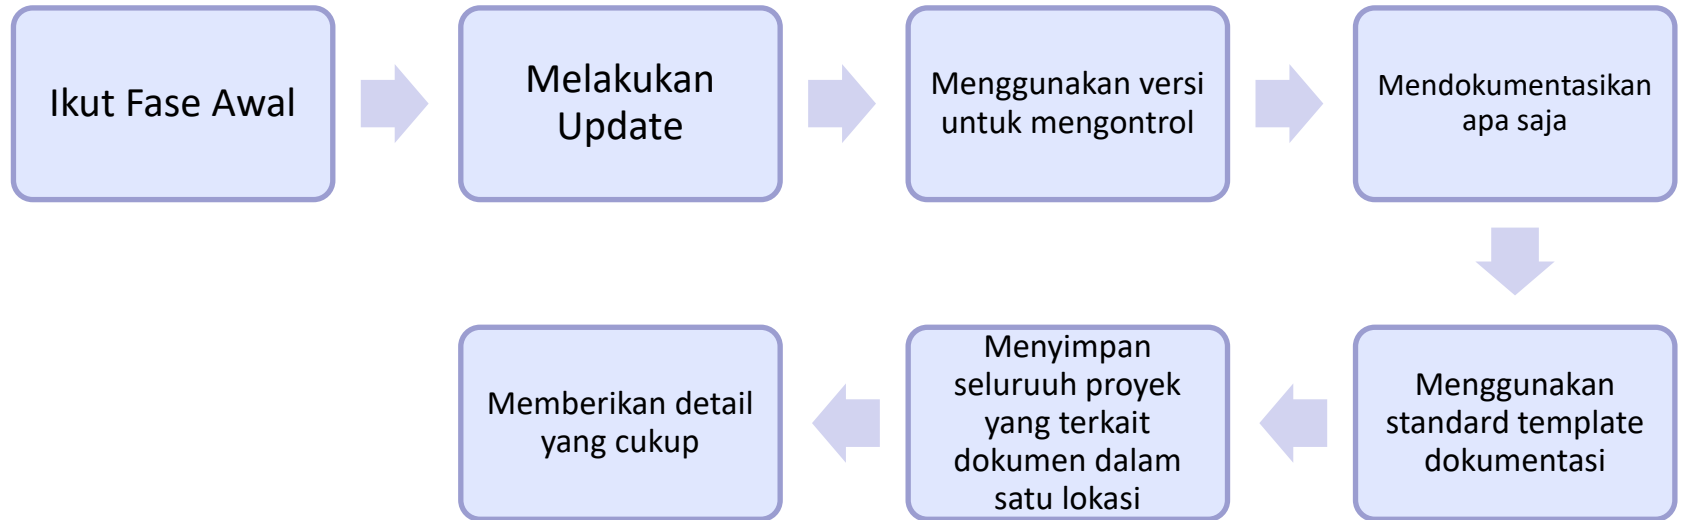 Ikut Fase Awal
Melakukan
Update
Menggunakan versi
untuk mengontrol
Mendokumentasikan
apa saja
Menggunakan
standard template
dokumentasi
Menyimpan
seluruuh proyek
yang terkait
dokumen dalam
satu lokasi
Memberikan detail
yang cukup